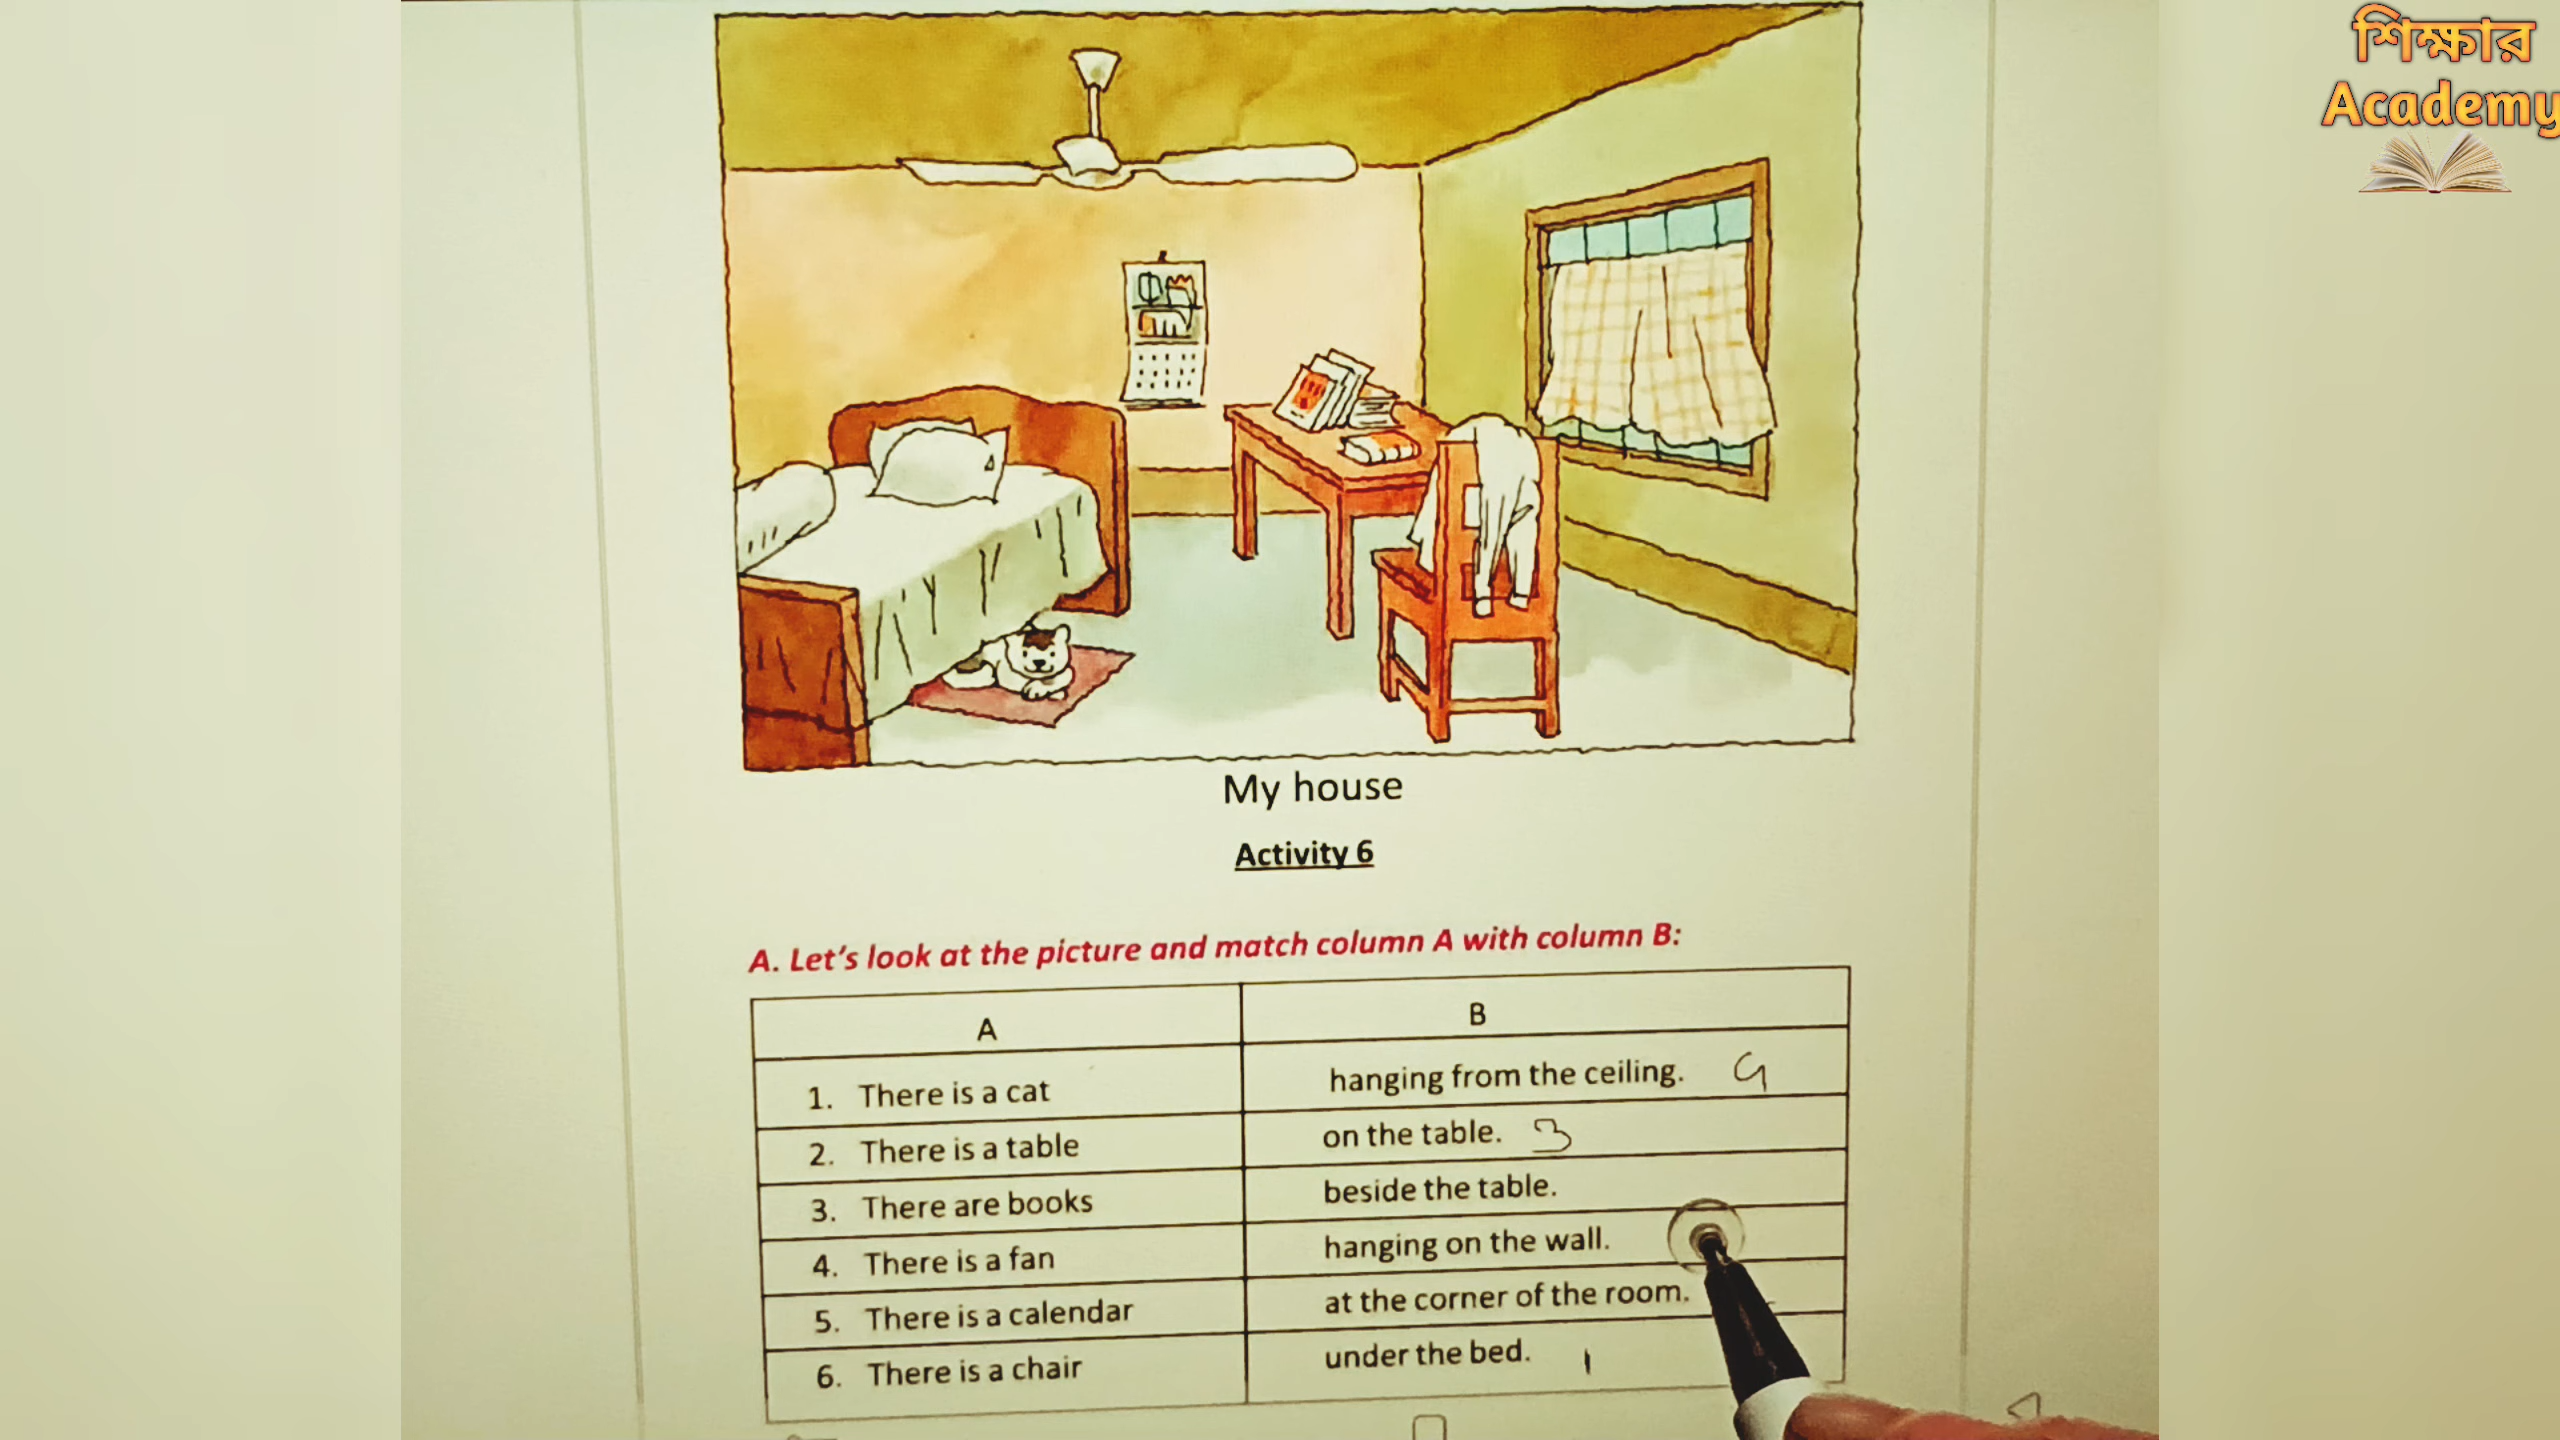 শিক্ষার
Academy
My house
Activity 6
A. Let's look at the picture and match column A with column B:
A B
1. There is a cat hanging from the ceiling. 4
2. There is a table on the table. 3
3. There are books beside the table.
4. There is a fan hanging on the wall.
5. There is a calendar at the corner of the room.
6. There is a chair under the bed. 1